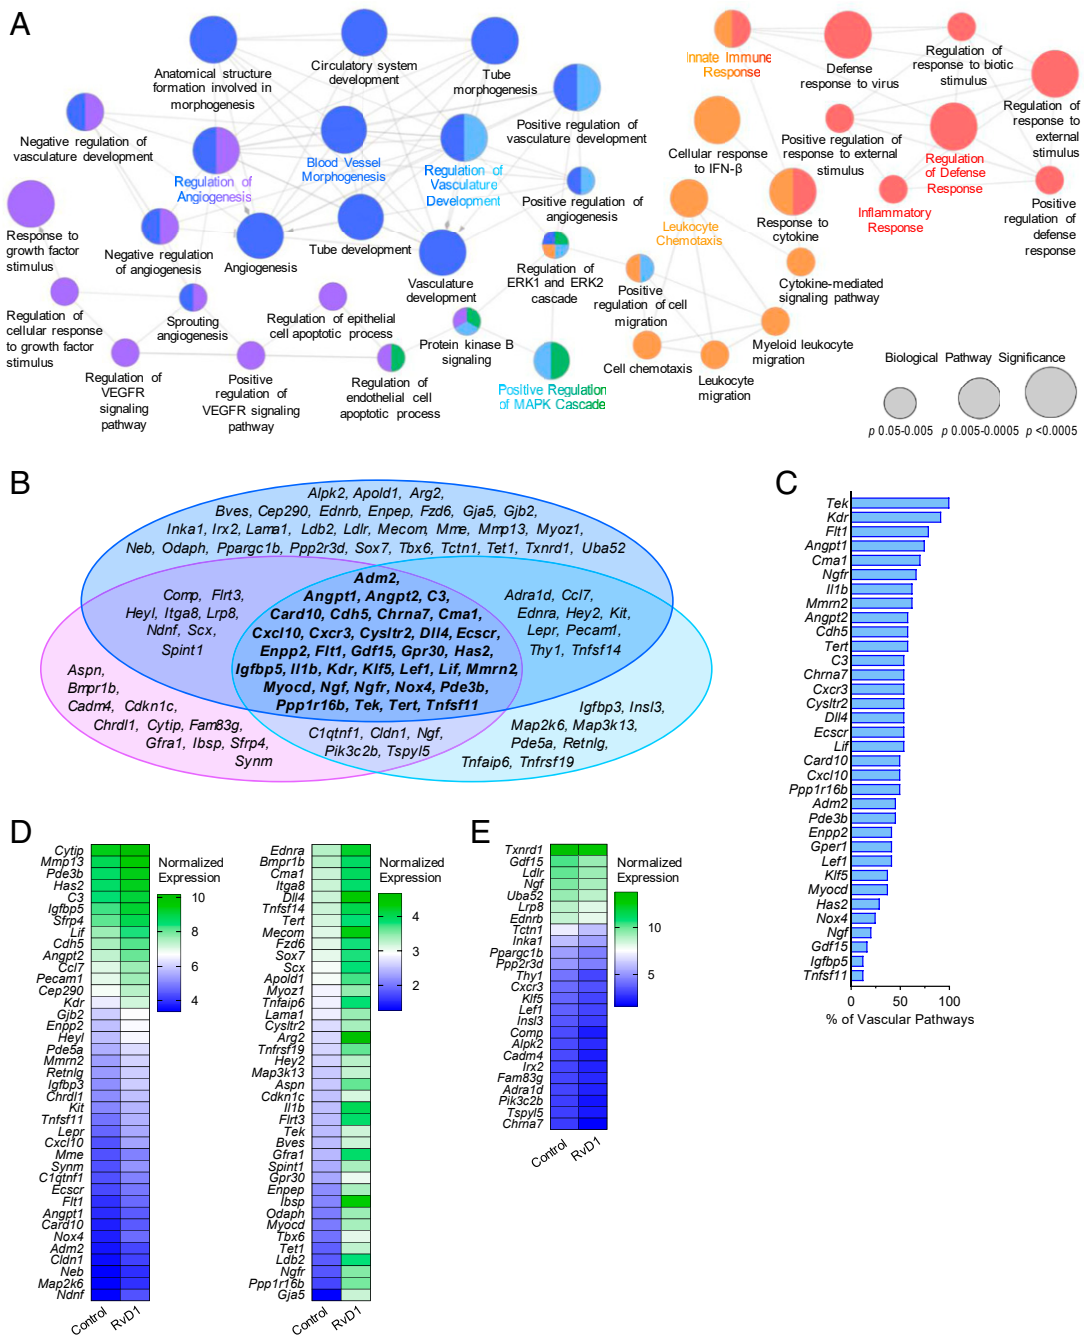 A
Anatomical structure
formation involved in
morphogenesis
Circulatory system
development
Tube
morphogenesis
Negative regulation of
vasculature development
Regulation of
Angiogenesis
Blood Vessel
Morphogenesis
Regulation of
Vasculature
Development
Positive regulation of
vasculature development
Positive regulation of
angiogenesis
Response to
growth factor
stimulus
Negative regulation
of angiogenesis
Angiogenesis
Tube development
Vasculature
development
Regulation of
ERK1 and ERK2
cascade
Regulation of
cellular response
to growth factor
stimulus
Sprouting
angiogenesis
Regulation of epithelial
cell apoptotic process
Protein kinase B
signaling
Regulation of
VEGFR
signaling
pathway
Positive
regulation of
VEGFR signaling
pathway
Regulation of
endothelial cell
apoptotic process
Positive Regulation
of MAPK Cascade
Innate Immune
Response
Defense
response to virus
Regulation of
response to biotic
stimulus
Regulation of
response to
external
stimulus
Cellular response
to IFN-β
Positive regulation of
response to external
stimulus
Regulation
of Defense
Response
Leukocyte
Chemotaxis
Response to
cytokine
Inflammatory
Response
Positive
regulation of
defense
response
Positive
regulation of cell
migration
Cytokine-mediated
signaling pathway
Cell chemotaxis
Leukocyte
migration
Myeloid leukocyte
migration
Biological Pathway Significance
p 0.05-0.005 p 0.005-0.0005 p <0.0005
B
Alpk2, Apold1, Arg2,
Bves, Cep290, Ednrb, Enpep, Fzd6, Gja5, Gjb2,
Inka1, Irx2, Lama1, Ldb2, Ldlr, Mecom, Mme, Mmp13, Myoz1,
Neb, Odaph, Ppargc1b, Ppp2r3d, Sox7, Tbx6, Tctn1, Tet1, Txnrd1, Uba52
Comp, Flrt3,
Heyl, Itga8, Lrp8,
Ndnf, Scx,
Spint1
Adm2,
Angpt1, Angpt2, C3,
Card10, Cdh5, Chrna7, Cma1,
Cxcl10, Cxcr3, Cysltr2, Dll4, Ecscr,
Enpp2, Flt1, Gdf15, Gpr30, Has2,
Igfbp5, Il1b, Kdr, Klf5, Lef1, Lif, Mmrn2,
Myocd, Ngf, Ngfr, Nox4, Pde3b,
Ppp1r16b, Tek, Tert, Tnfsf11
Adra1d, Ccl7,
Ednra, Hey2, Kit,
Lepr, Pecam1,
Thy1, Tnfsf14
Aspn,
Bmpr1b,
Cadm4, Cdkn1c,
Chrdl1, Cytip, Fam83g,
Gfra1, Ibsp, Sfrp4,
Synm
C1qtnf1, Cldn1, Ngf,
Pik3c2b, Tspyl5
Igfbp3, Insl3,
Map2k6, Map3k13,
Pde5a, Retnlg,
Tnfaip6, Tnfrsf19
C
Tek
Kdr
Flt1
Angpt1
Cma1
Ngfr
Il1b
Mmrn2
Angpt2
Cdh5
Tert
C3
Chrna7
Cxcr3
Cysltr2
Dll4
Ecscr
Lif
Card10
Cxcl10
Ppp1r16b
Adm2
Pde3b
Enpp2
Gper1
Lef1
Klf5
Myocd
Has2
Nox4
Ngf
Gdf15
Igfbp5
Tnfsf11
0 50 100
% of Vascular Pathways
D
Cytip
Mmp13
Pde3b
Has2
C3
Igfbp5
Sfrp4
Lif
Cdh5
Angpt2
Ccl7
Pecam1
Cep290
Kdr
Gjb2
Enpp2
Heyl
Pde5a
Mmrn2
Retnlg
Igfbp3
Chrdl1
Kit
Tnfsf11
Lepr
Cxcl10
Mme
Synm
C1qtnf1
Ecscr
Flt1
Angpt1
Card10
Nox4
Adm2
Cldn1
Neb
Map2k6
Ndnf
Control RvD1
Normalized
Expression
10
8
6
4
Ednra
Bmpr1b
Cma1
Itga8
Dll4
Tnfsf14
Tert
Mecom
Fzd6
Sox7
Scx
Apold1
Myoz1
Tnfaip6
Lama1
Cysltr2
Arg2
Tnfrsf19
Hey2
Map3k13
Aspn
Cdkn1c
Il1b
Flrt3
Tek
Bves
Gfra1
Spint1
Gpr30
Enpep
Ibsp
Odaph
Myocd
Tbx6
Tet1
Ldb2
Ngfr
Ppp1r16b
Gja5
Control RvD1
Normalized
Expression
4
3
2
E
Txnrd1
Gdf15
Ldlr
Ngf
Uba52
Lrp8
Ednrb
Tctn1
Inka1
Ppargc1b
Ppp2r3d
Thy1
Cxcr3
Klf5
Lef1
Insl3
Comp
Alpk2
Cadm4
Irx2
Fam83g
Adra1d
Pik3c2b
Tspyl5
Chrna7
Control RvD1
Normalized
Expression
10
5